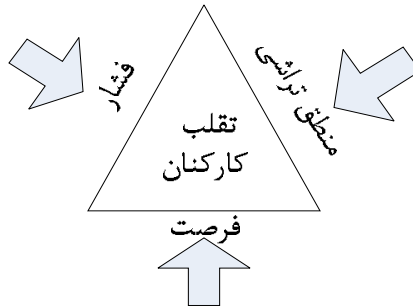 فشار
منطق تراشی
تقلب
کارکنان
فرصت